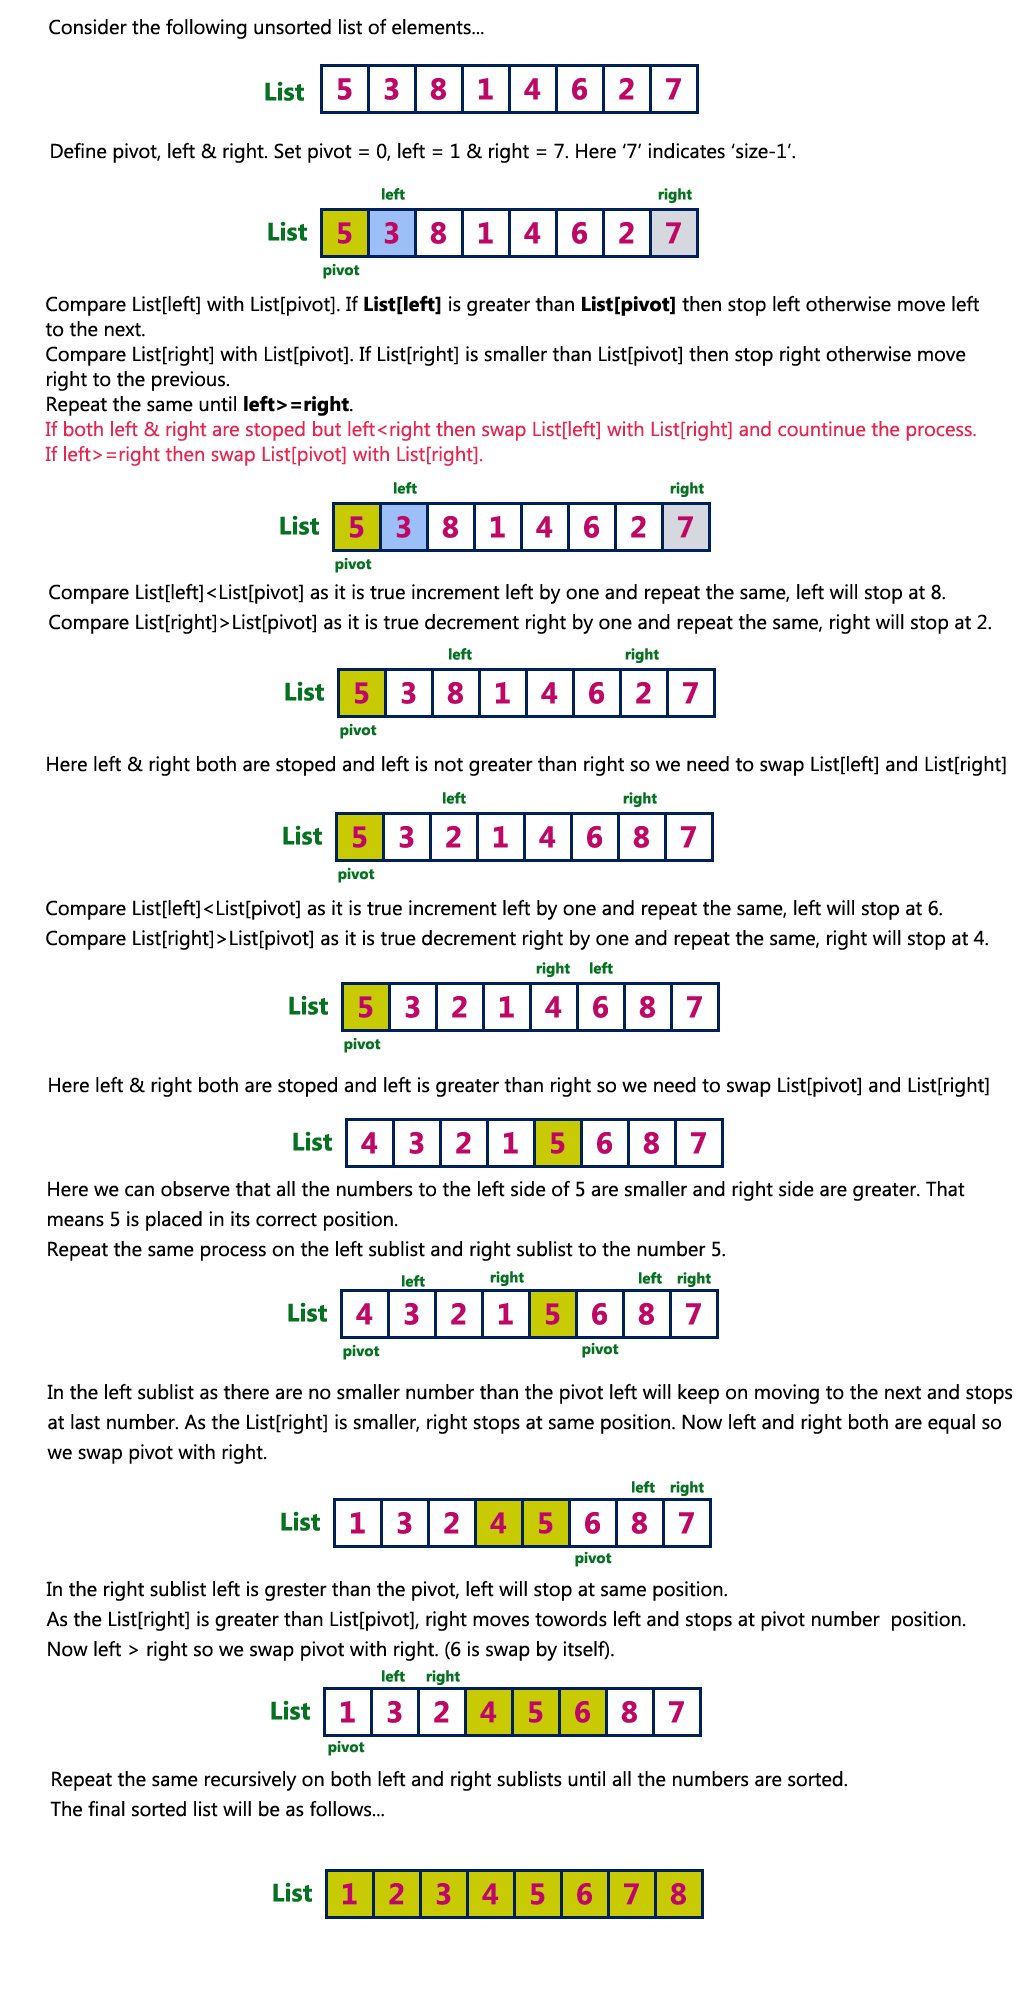 Consider the following unsorted list of elements...
List 5 3 8 1 4 6 2 7
Define pivot, left & right. Set pivot = 0, left = 1 & right = 7. Here '7' indicates 'size-1'.
left right
List 5 3 8 1 4 6 2 7
pivot
Compare List[left] with List[pivot]. If List[left] is greater than List[pivot] then stop left otherwise move left
to the next.
Compare List[right] with List[pivot]. If List[right] is smaller than List[pivot] then stop right otherwise move
right to the previous.
Repeat the same until left>=right.
If both left & right are stoped but left<right then swap List[left] with List[right] and countinue the process.
If left>=right then swap List[pivot] with List[right].
left right
List 5 3 8 1 4 6 2 7
pivot
Compare List[left]<List[pivot] as it is true increment left by one and repeat the same, left will stop at 8.
Compare List[right]>List[pivot] as it is true decrement right by one and repeat the same, right will stop at 2.
left right
List 5 3 8 1 4 6 2 7
pivot
Here left & right both are stoped and left is not greater than right so we need to swap List[left] and List[right]
left right
List 5 3 2 1 4 6 8 7
pivot
Compare List[left]<List[pivot] as it is true increment left by one and repeat the same, left will stop at 6.
Compare List[right]>List[pivot] as it is true decrement right by one and repeat the same, right will stop at 4.
right left
List 5 3 2 1 4 6 8 7
pivot
Here left & right both are stoped and left is greater than right so we need to swap List[pivot] and List[right]
List 4 3 2 1 5 6 8 7
Here we can observe that all the numbers to the left side of 5 are smaller and right side are greater. That
means 5 is placed in its correct position.
Repeat the same process on the left sublist and right sublist to the number 5.
left right left right
List 4 3 2 1 5 6 8 7
pivot pivot
In the left sublist as there are no smaller number than the pivot left will keep on moving to the next and stops
at last number. As the List[right] is smaller, right stops at same position. Now left and right both are equal so
we swap pivot with right.
left right
List 1 3 2 4 5 6 8 7
pivot
In the right sublist left is grester than the pivot, left will stop at same position.
As the List[right] is greater than List[pivot], right moves towords left and stops at pivot number position.
Now left > right so we swap pivot with right. (6 is swap by itself).
left right
List 1 3 2 4 5 6 8 7
pivot
Repeat the same recursively on both left and right sublists until all the numbers are sorted.
The final sorted list will be as follows...
List 1 2 3 4 5 6 7 8